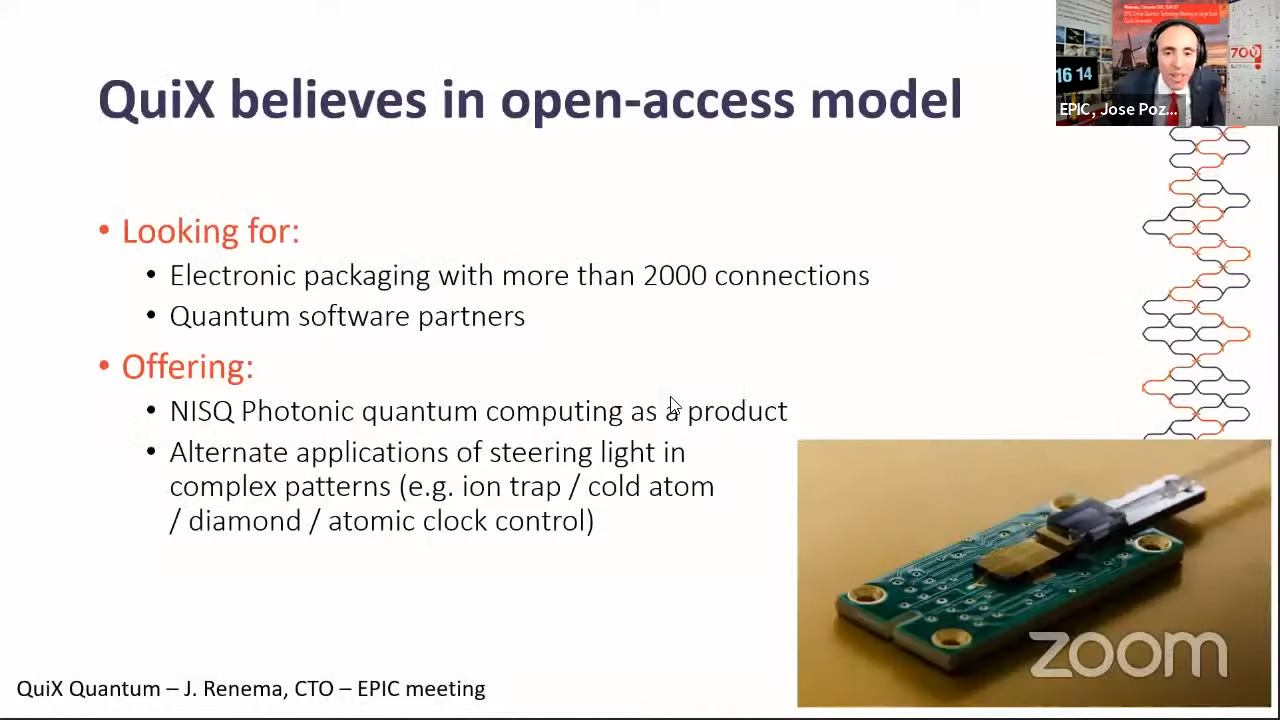 QuiX believes in open-access model
16 14
700
EPIC, Jose Poz...
• Looking for:
• Electronic packaging with more than 2000 connections
• Quantum software partners
• Offering:
• NISQ Photonic quantum computing as a product
• Alternate applications of steering light in
complex patterns (e.g. ion trap / cold atom
/ diamond / atomic clock control)
zoom
QuiX Quantum – J. Renema, CTO – EPIC meeting